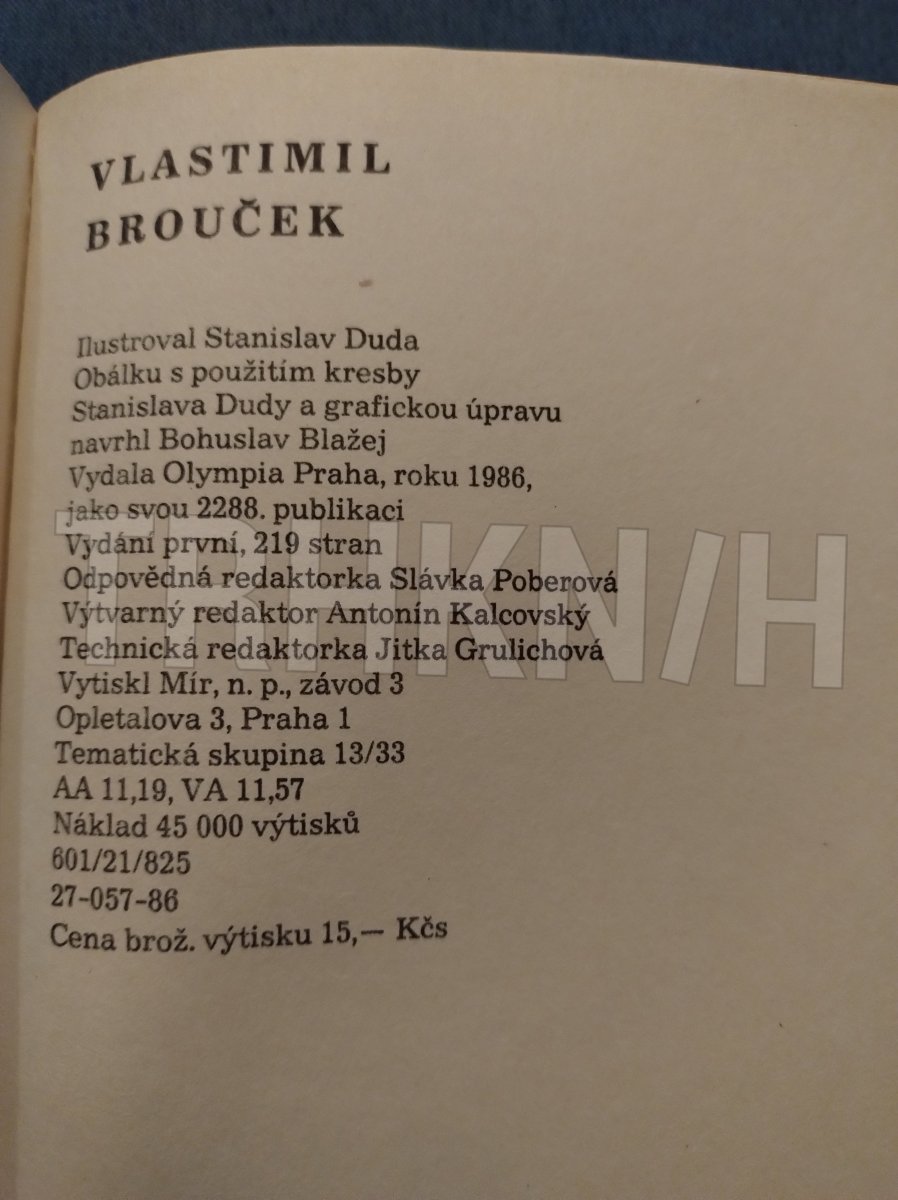 VLASTIMIL
BROUČEK
Ilustroval Stanislav Duda
Obálku s použitím kresby
Stanislava Dudy a grafickou úpravu
navrhl Bohuslav Blažej
Vydala Olympia Praha, roku 1986,
jako svou 2288. publikaci
Vydání první, 219 stran
Odpovědná redaktorka Slávka Poberová
Výtvarný redaktor Antonín Kalcovský
Technická redaktorka Jitka Grulichová
Vytiskl Mír, n. p., závod 3
Opletalova 3, Praha 1
Tematická skupina 13/33
AA 11,19, VA 11,57
Náklad 45 000 výtisků
601/21/825
27-057-86
Cena brož. výtisku 15,— Kčs